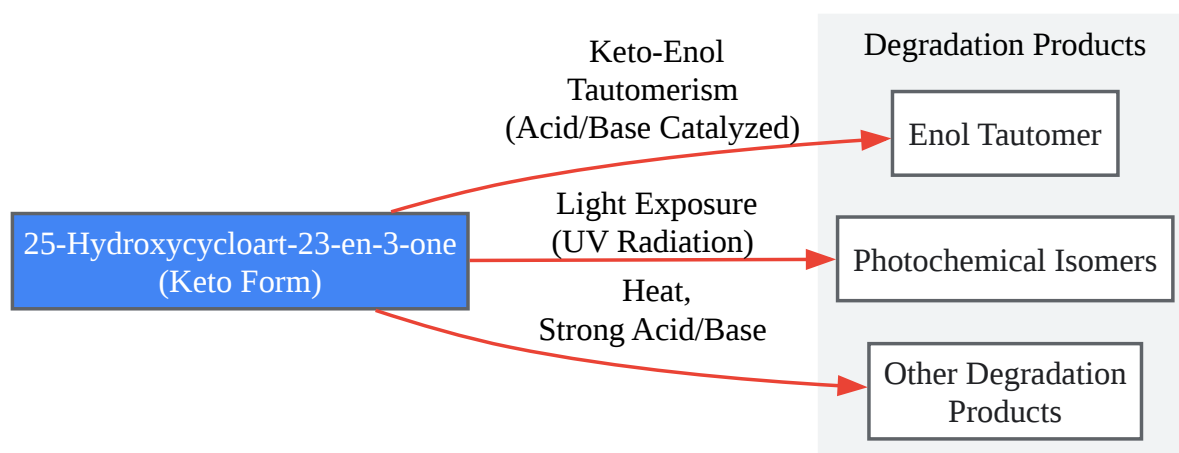 Degradation Products
Keto-Enol
Tautomerism
(Acid/Base Catalyzed)
Enol Tautomer
25-Hydroxycycloart-23-en-3-one
(Keto Form)
Light Exposure
(UV Radiation)
Photochemical Isomers
Heat,
Strong Acid/Base
Other Degradation
Products